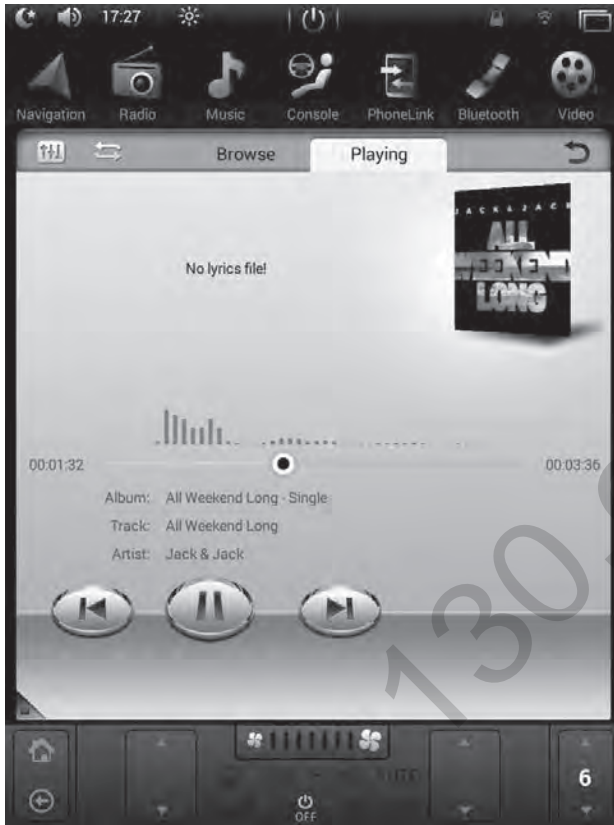 17:27
Navigation Radio Music Console PhoneLink Bluetooth Video
Browse Playing
JACK & JACK
ALL
WEEKEND
LONG
No lyrics file!
00:01:32 00:03:36
Album: All Weekend Long - Single
Track: All Weekend Long
Artist: Jack & Jack
130.
6
OFF